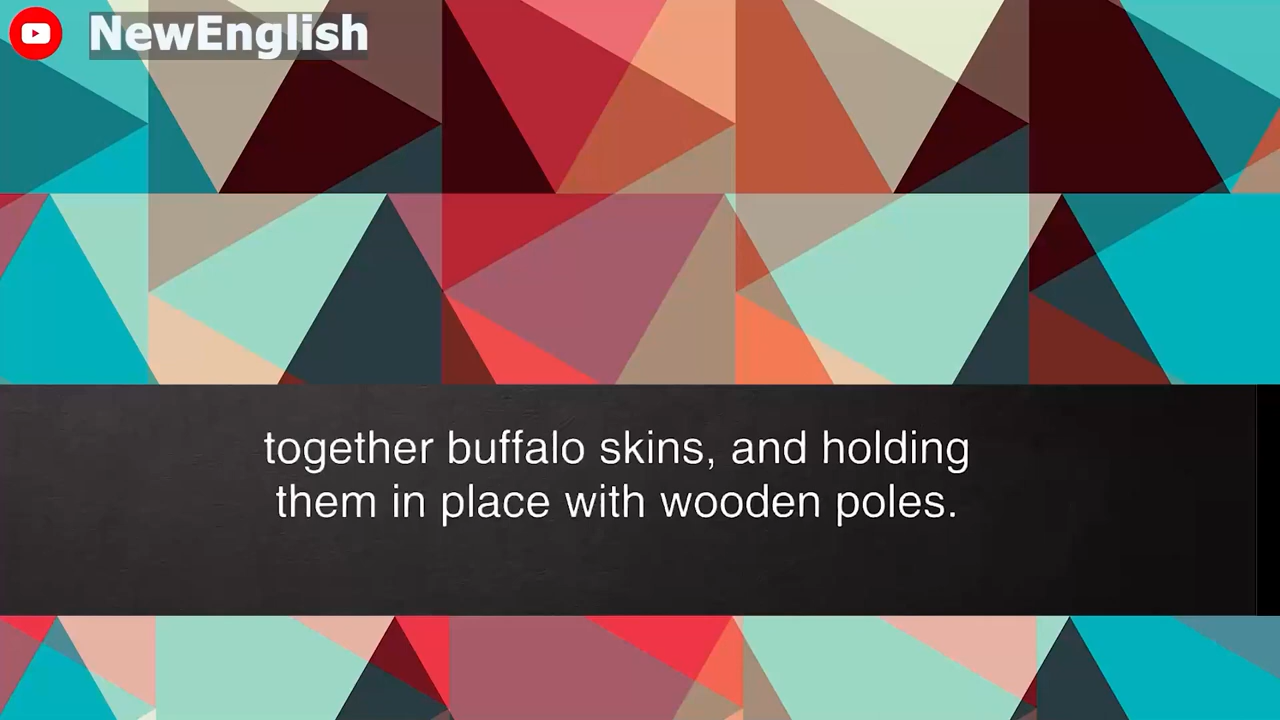 NewEnglish
together buffalo skins, and holding
them in place with wooden poles.